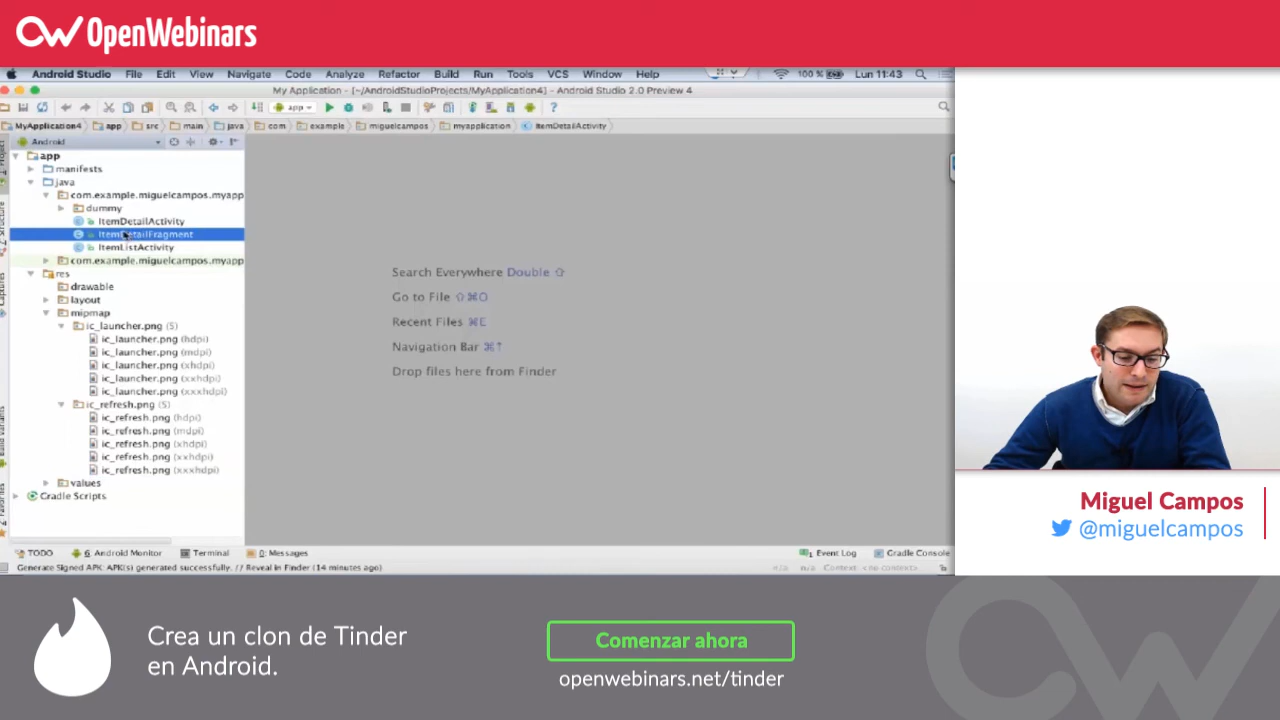 OpenWebinars
Android Studio File Edit View Navigate Code Analyze Refactor Build Run Tools VCS Window Help 100 % Lun 11:43
My Application - [~/AndroidStudioProjects/MyApplication4] - Android Studio 2.0 Preview 4
app
MyApplication4 app src main java com example miguelcampos myapplication ItemDetailActivity
Android
app
manifests
java
com.example.miguelcampos.myapp
dummy
ItemDetailActivity
ItemDetailFragment
ItemListActivity
com.example.miguelcampos.myapp
res
drawable
layout
mipmap
ic_launcher.png (5)
ic_launcher.png (hdpi)
ic_launcher.png (mdpi)
ic_launcher.png (xhdpi)
ic_launcher.png (xxhdpi)
ic_launcher.png (xxxhdpi)
ic_refresh.png (5)
ic_refresh.png (hdpi)
ic_refresh.png (mdpi)
ic_refresh.png (xhdpi)
ic_refresh.png (xxhdpi)
ic_refresh.png (xxxhdpi)
values
Gradle Scripts
Search Everywhere Double ⇧
Go to File ⇧⌘O
Recent Files ⌘E
Navigation Bar ⌘↑
Drop files here from Finder
TODO 6: Android Monitor Terminal 0: Messages 1 Event Log Gradle Console
Generate Signed APK: APK(s) generated successfully. // Reveal in Finder (14 minutes ago) n/a Context: <no context>
Miguel Campos
@miguelcampos
Crea un clon de Tinder
en Android.
Comenzar ahora
openwebinars.net/tinder